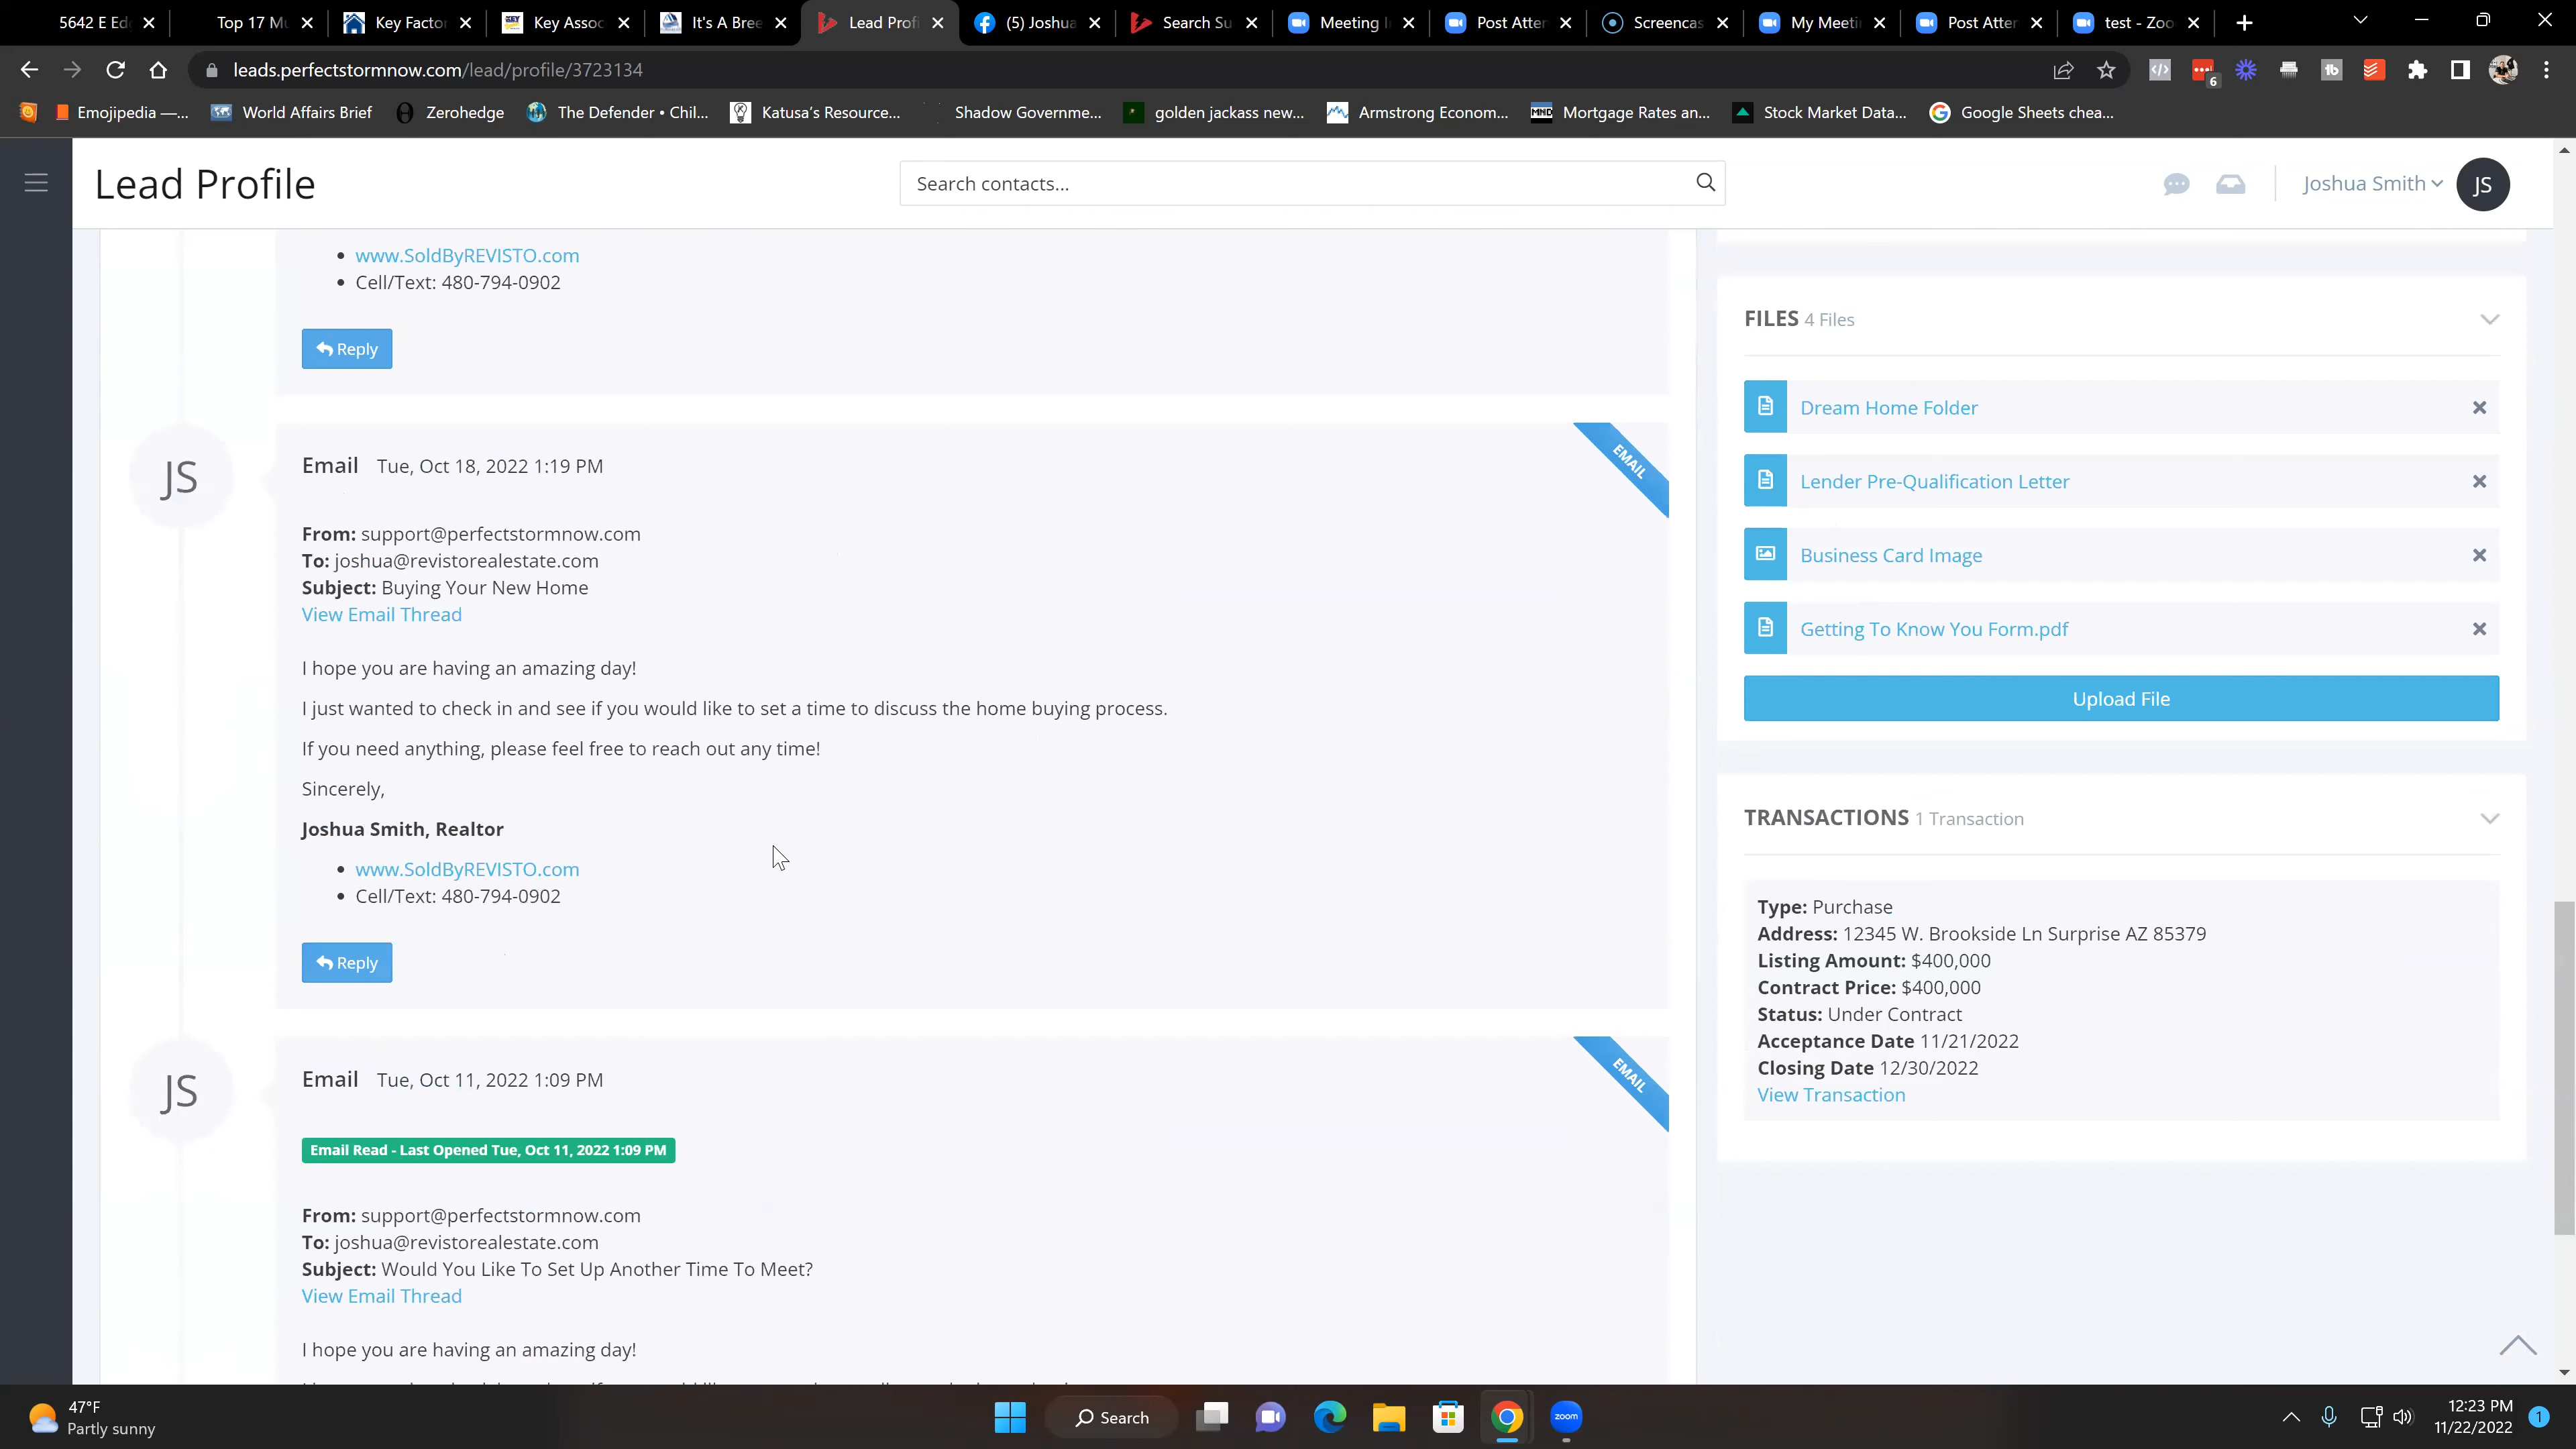 5642 E Ed
Top 17 M
Key Factor
Key Assoc
It's A Bree
Lead Profi
(5) Joshua
Search Su
Meeting I
Post Atten
Screencas
My Meeti
Post Atter
test - Zoo
leads.perfectstormnow.com/lead/profile/3723134
6
Emojipedia —...
World Affairs Brief
Zerohedge
The Defender • Chil...
Katusa's Resource...
Shadow Governme...
golden jackass new...
Armstrong Econom...
MND
Mortgage Rates an...
Stock Market Data...
Google Sheets chea...
Lead Profile
Search contacts...
Joshua Smith
JS
www.SoldByREVISTO.com
Cell/Text: 480-794-0902
Reply
JS
Email Tue, Oct 18, 2022 1:19 PM
EMAIL
From: support@perfectstormnow.com
To: joshua@revistorealestate.com
Subject: Buying Your New Home
View Email Thread
I hope you are having an amazing day!
I just wanted to check in and see if you would like to set a time to discuss the home buying process.
If you need anything, please feel free to reach out any time!
Sincerely,
Joshua Smith, Realtor
www.SoldByREVISTO.com
Cell/Text: 480-794-0902
Reply
JS
Email Tue, Oct 11, 2022 1:09 PM
EMAIL
Email Read - Last Opened Tue, Oct 11, 2022 1:09 PM
From: support@perfectstormnow.com
To: joshua@revistorealestate.com
Subject: Would You Like To Set Up Another Time To Meet?
View Email Thread
I hope you are having an amazing day!
FILES 4 Files
Dream Home Folder
Lender Pre-Qualification Letter
Business Card Image
Getting To Know You Form.pdf
Upload File
TRANSACTIONS 1 Transaction
Type: Purchase
Address: 12345 W. Brookside Ln Surprise AZ 85379
Listing Amount: $400,000
Contract Price: $400,000
Status: Under Contract
Acceptance Date 11/21/2022
Closing Date 12/30/2022
View Transaction
47°F
Partly sunny
Search
zoom
12:23 PM
11/22/2022
1